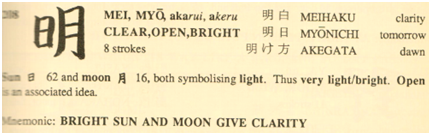 208 明 MEI, MYŌ, akarui, akeru 明白 MEIHAKU clarity
CLEAR,OPEN,BRIGHT 明日 MYŌNICHI tomorrow
8 strokes 明け方 AKEGATA dawn
Sun 日 62 and moon 月 16, both symbolising light. Thus very light/bright. Open
is an associated idea.
Mnemonic: BRIGHT SUN AND MOON GIVE CLARITY